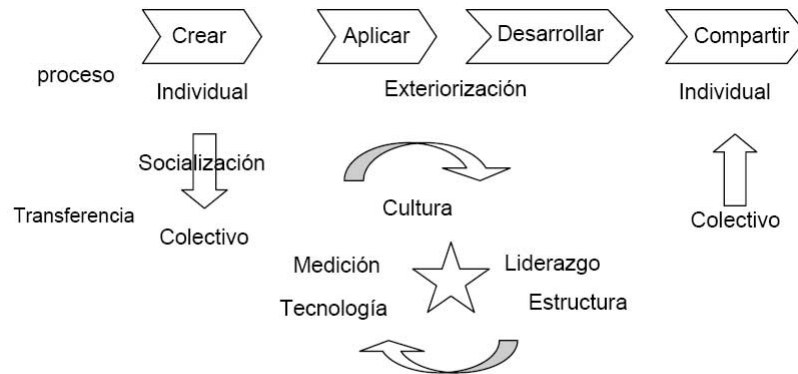 Crear
Aplicar
Desarrollar
Compartir
proceso
Individual
Exteriorización
Individual
Socialización
Transferencia
Colectivo
Cultura
Colectivo
Medición
Liderazgo
Tecnología
Estructura